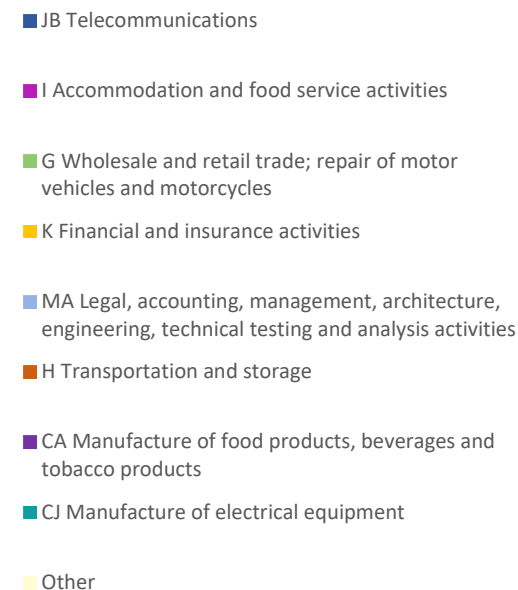 JB Telecommunications
I Accommodation and food service activities
G Wholesale and retail trade; repair of motor
vehicles and motorcycles
K Financial and insurance activities
MA Legal, accounting, management, architecture,
engineering, technical testing and analysis activities
H Transportation and storage
CA Manufacture of food products, beverages and
tobacco products
CJ Manufacture of electrical equipment
Other